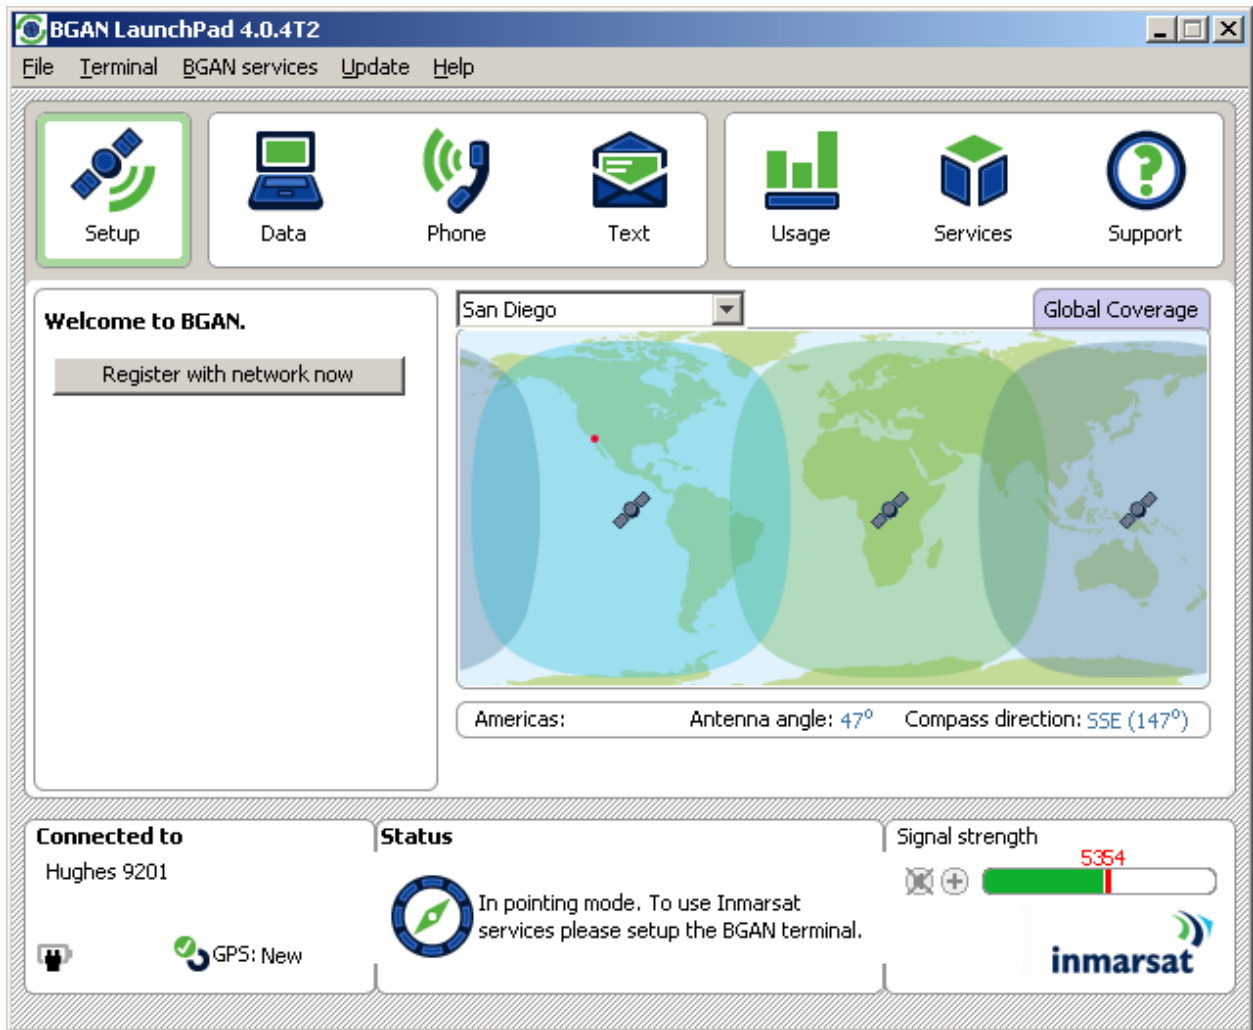 BGAN LaunchPad 4.0.4T2
File Terminal BGAN services Update Help
Setup Data Phone Text Usage Services Support
Welcome to BGAN.
Register with network now
San Diego
Global Coverage
Americas: Antenna angle: 47° Compass direction: SSE (147°)
Connected to
Hughes 9201
GPS: New
Status
In pointing mode. To use Inmarsat
services please setup the BGAN terminal.
Signal strength
5354
inmarsat